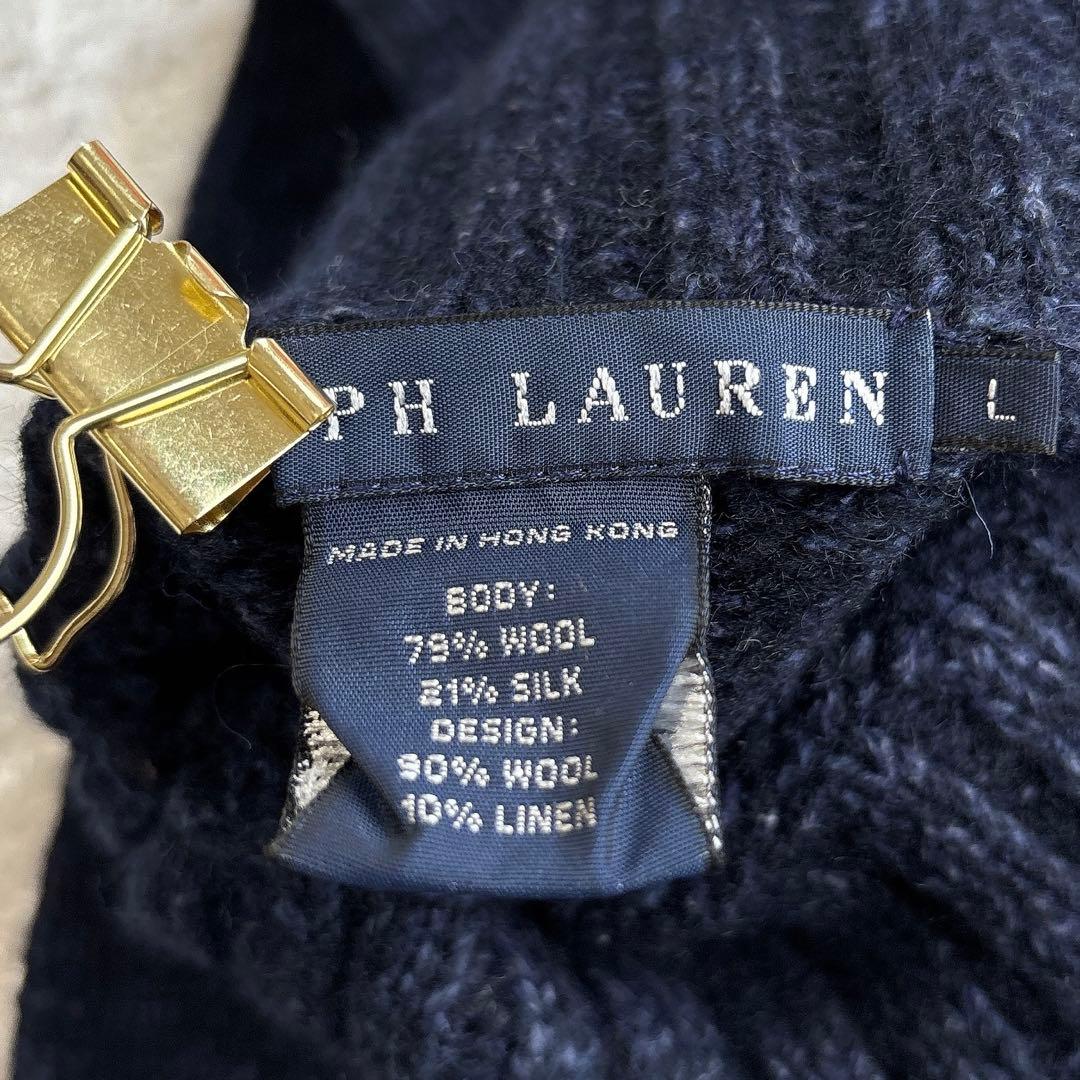 PH LAUREN
L
MADE IN HONG KONG
BODY:
79% WOOL
21% SILK
DESIGN:
90% WOOL
10% LINEN